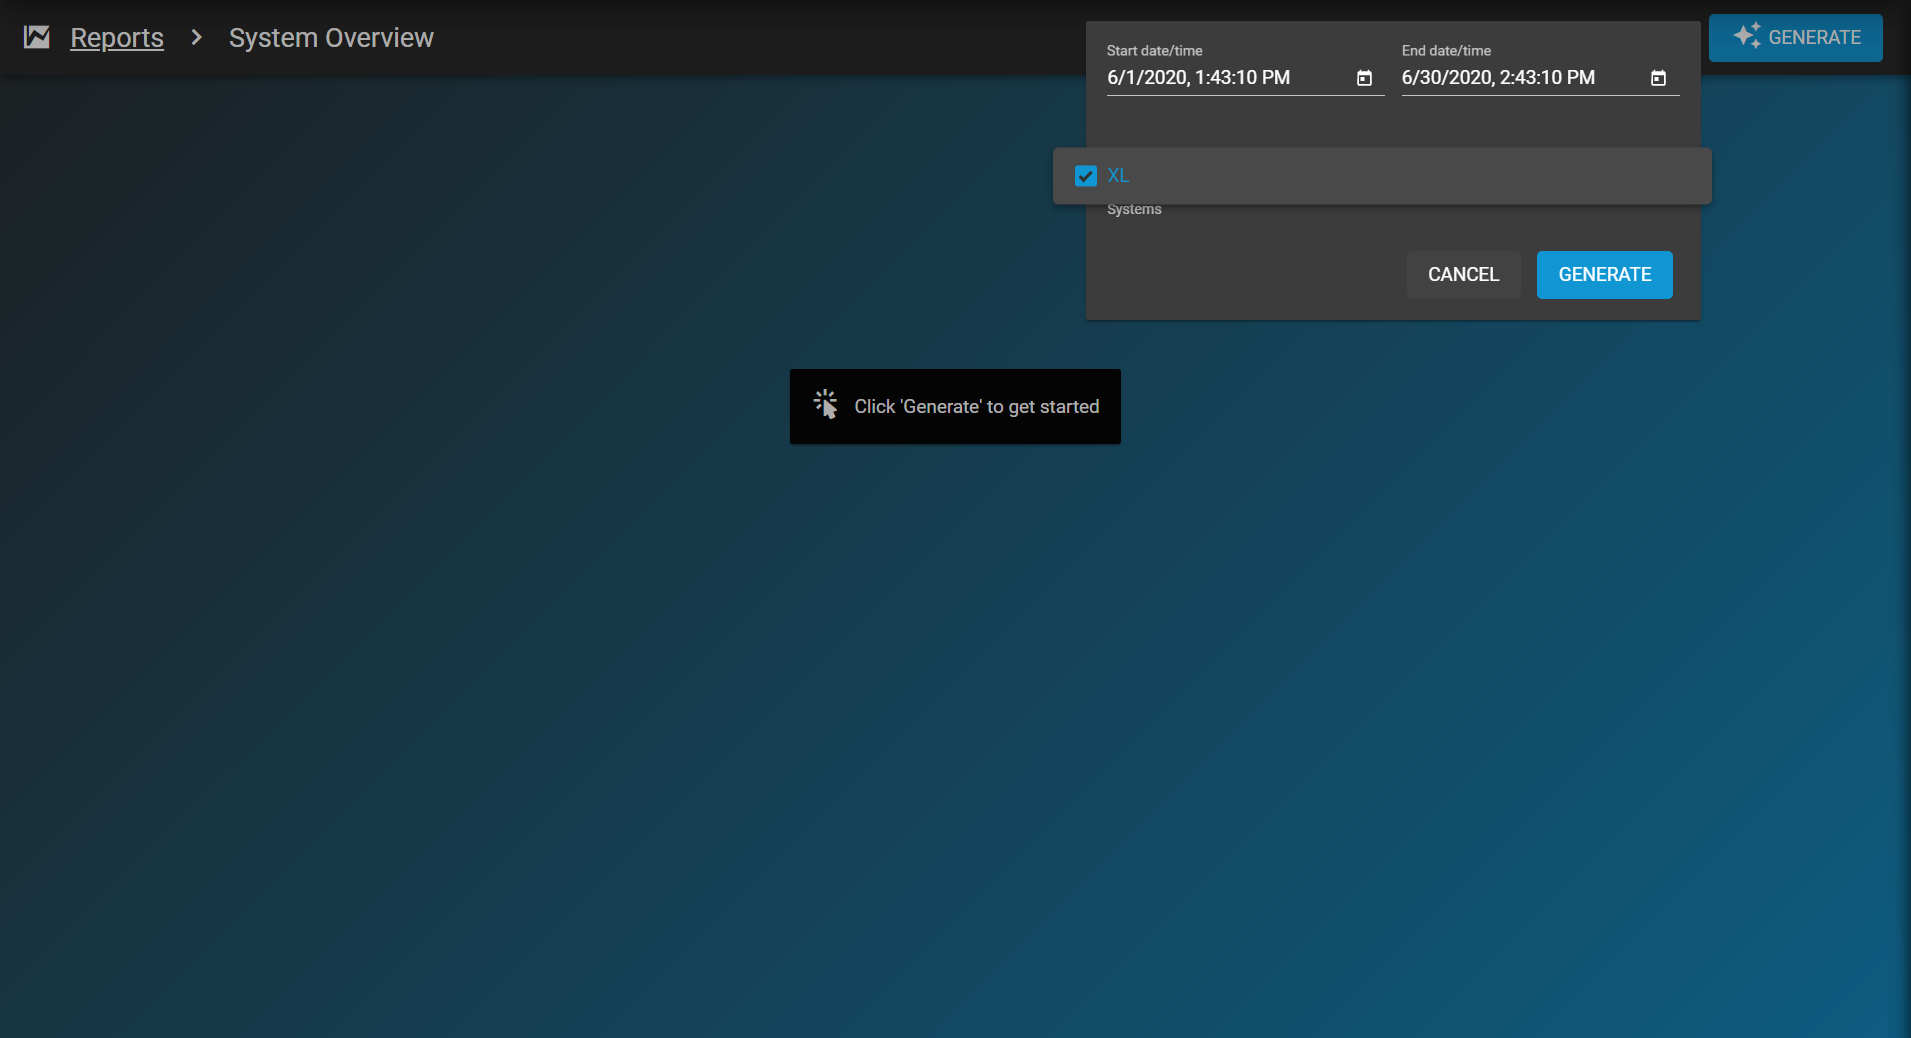 Reports
System Overview
Start date/time
6/1/2020, 1:43:10 PM
End date/time
6/30/2020, 2:43:10 PM
GENERATE
XL
Systems
CANCEL
GENERATE
Click 'Generate' to get started